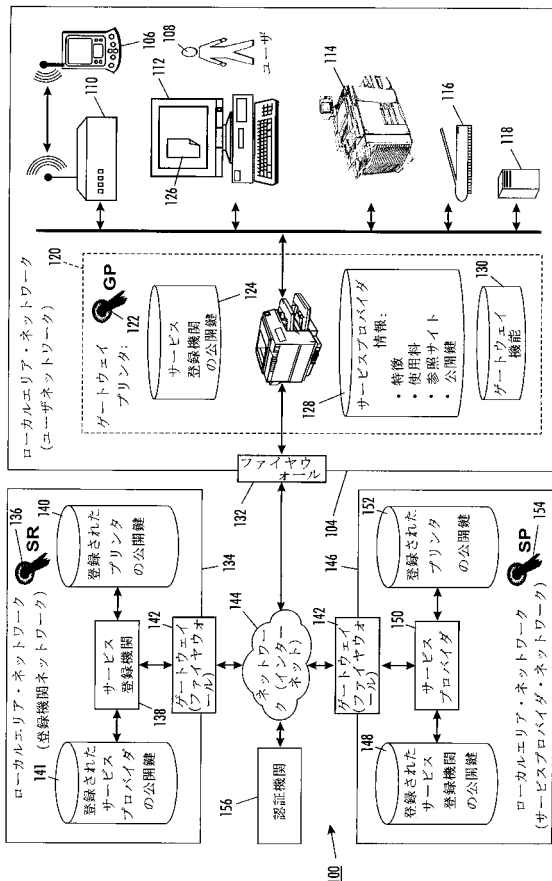 ローカルエリア・ネットワーク
(登録機関ネットワーク)
136
SR
登録された
サービス
プロバイダ
の公開鍵
141
サービス
登録機関
138
登録された
プリンタ
の公開鍵
140
ゲートウェイ
(ファイヤウォ
ール)
142
134
認証機関
156
ネットワー
ク(インター
ネット)
144
100
ゲートウェイ
(ファイヤウォ
ール)
142
146
登録された
サービス
登録機関
の公開鍵
148
サービス
プロバイダ
150
登録された
プリンタ
の公開鍵
152
SP
154
ローカルエリア・ネットワーク
(サービスプロバイダ・ネットワーク)
ローカルエリア・ネットワーク
(ユーザネットワーク)
104
ファイヤウ
ォール
132
120
ゲートウェイ
プリンタ:
122
GP
サービス
登録機関
の公開鍵
124
サービスプロバイダ
情報:
・特徴
・使用料
・参照サイト
・公開鍵
128
ゲートウェイ
機能
130
110
106
108
ユーザ
112
126
114
116
118